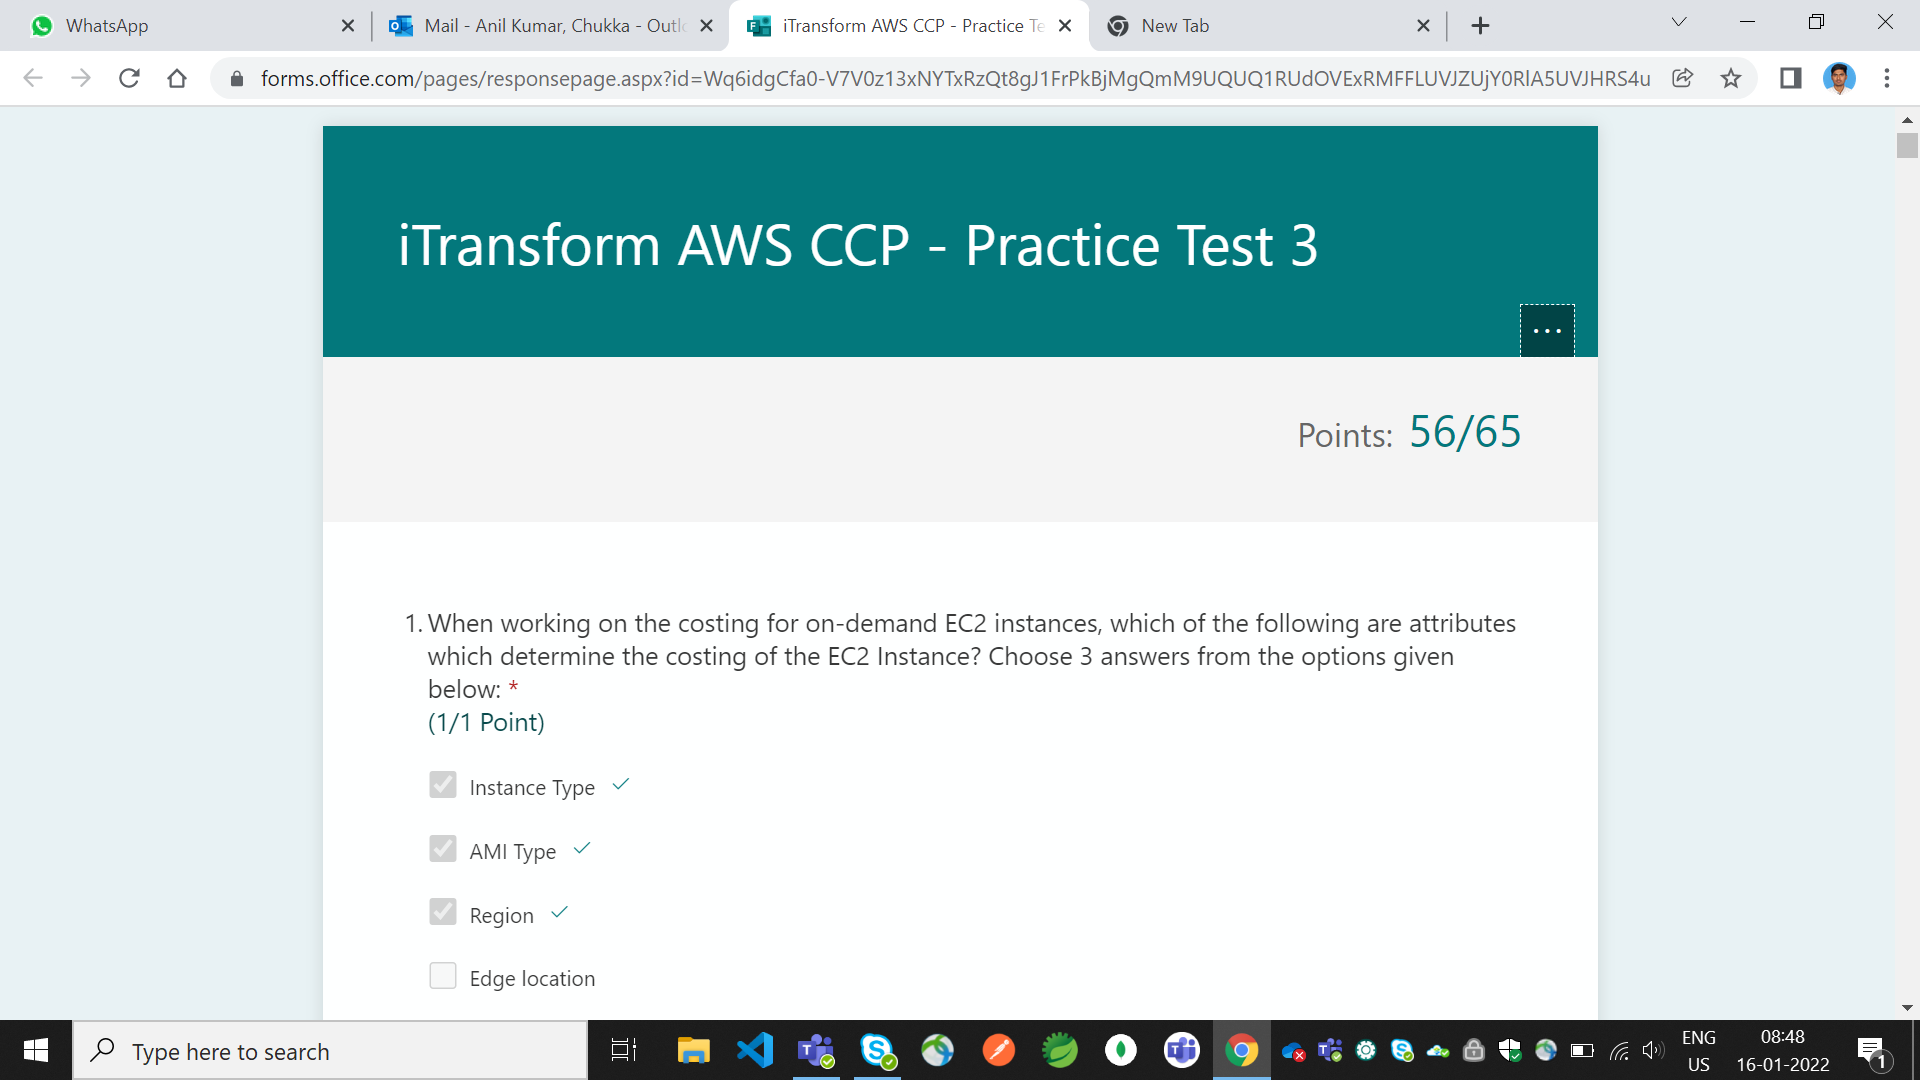 WhatsApp
Mail - Anil Kumar, Chukka - Outlo
iTransform AWS CCP - Practice Te
New Tab
forms.office.com/pages/responsepage.aspx?id=Wq6idgCfa0-V7V0z13xNYTxRzQt8gJ1FrPkBjMgQmM9UQUQ1RUdOVExRMFFLUVJZUjY0RlA5UVJHRS4u
iTransform AWS CCP - Practice Test 3
...
Points: 56/65
1. When working on the costing for on-demand EC2 instances, which of the following are attributes
which determine the costing of the EC2 Instance? Choose 3 answers from the options given
below: *
(1/1 Point)
Instance Type
AMI Type
Region
Edge location
Type here to search
ENG
US
08:48
16-01-2022
1